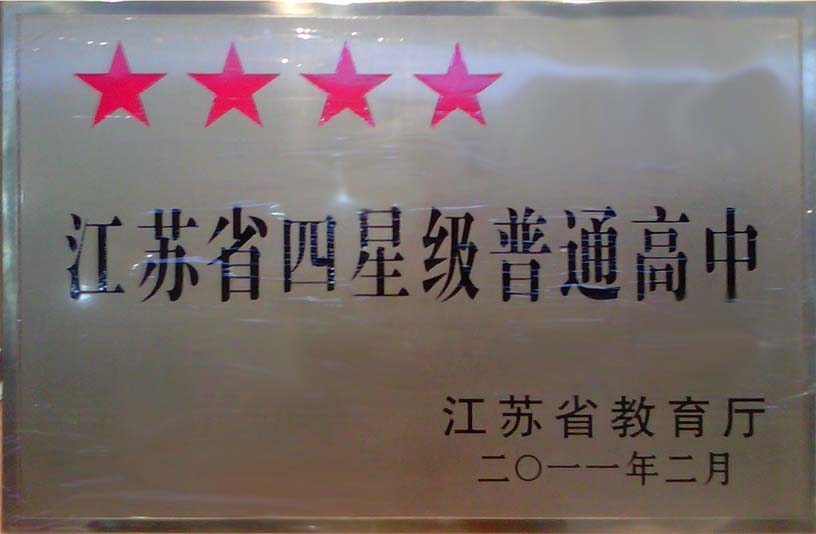 江苏省四星级普通高中
江苏省教育厅
二〇一一年二月